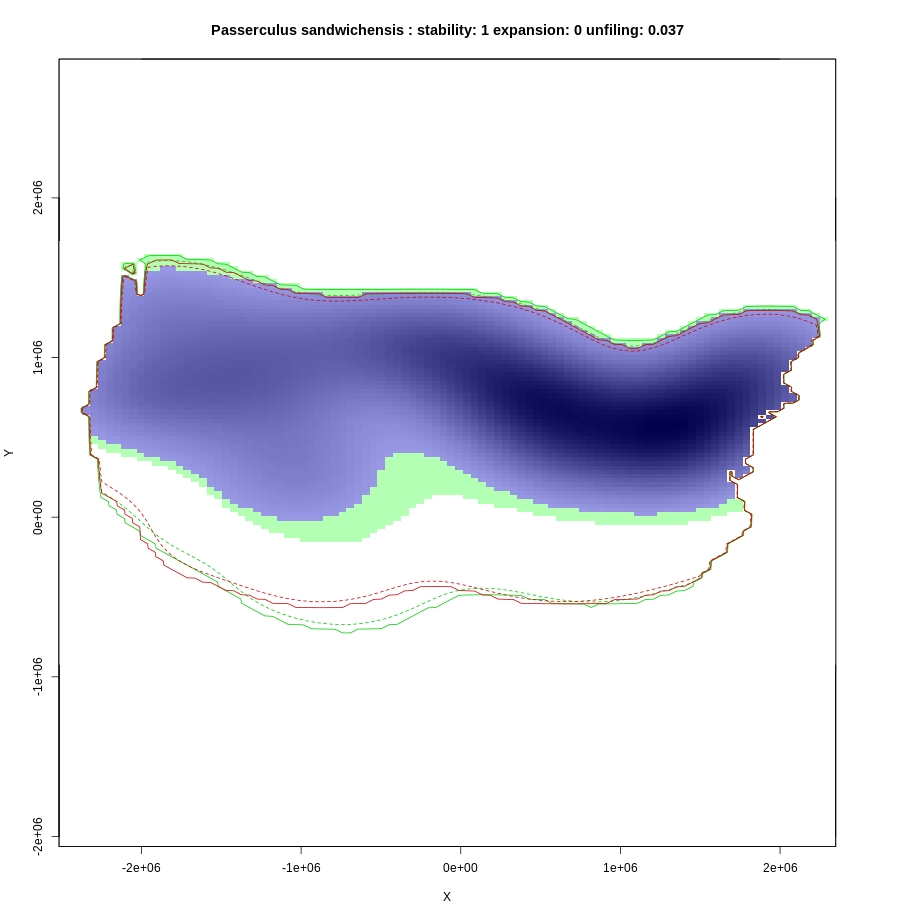 Passerculus sandwichensis : stability: 1 expansion: 0 unfiling: 0.037
2e+06
1e+06
Y
0e+00
-1e+06
-2e+06
-2e+06 -1e+06 0e+00 1e+06 2e+06
X